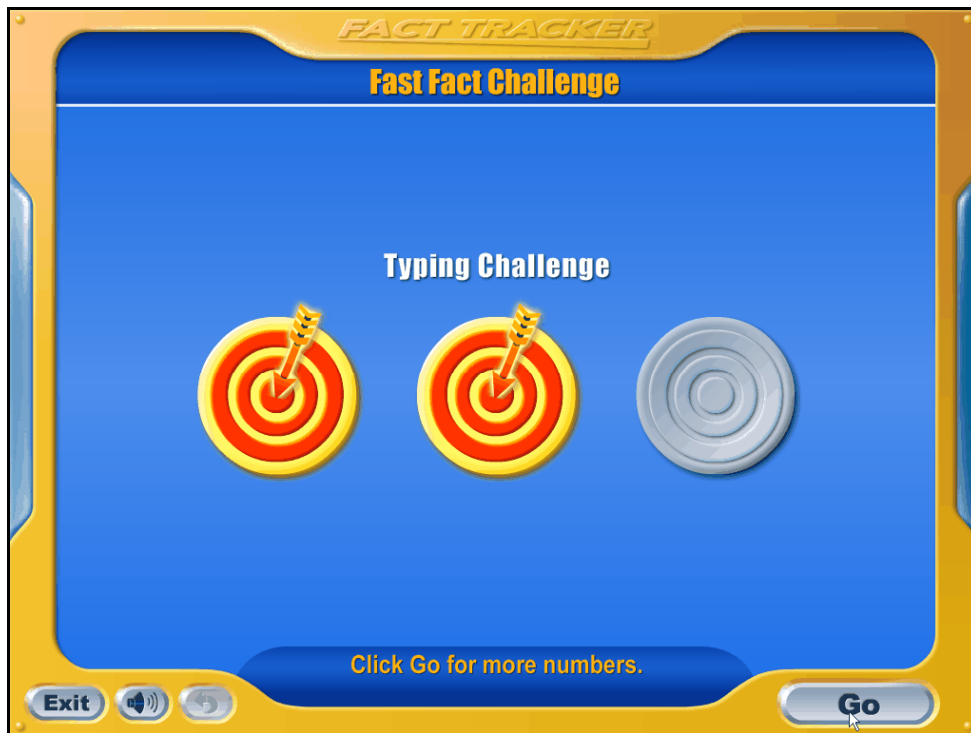 FACT TRACKER
Fast Fact Challenge
Typing Challenge
Click Go for more numbers.
Exit
Go